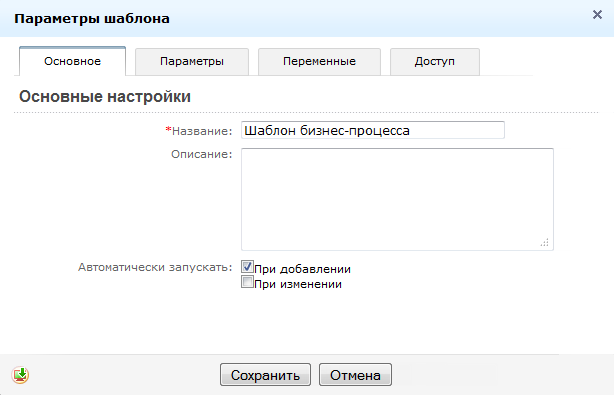 Параметры шаблона
Основное Параметры Переменные Доступ
Основные настройки
*Название: Шаблон бизнес-процесса
Описание:
Автоматически запускать: При добавлении
При изменении
Сохранить Отмена